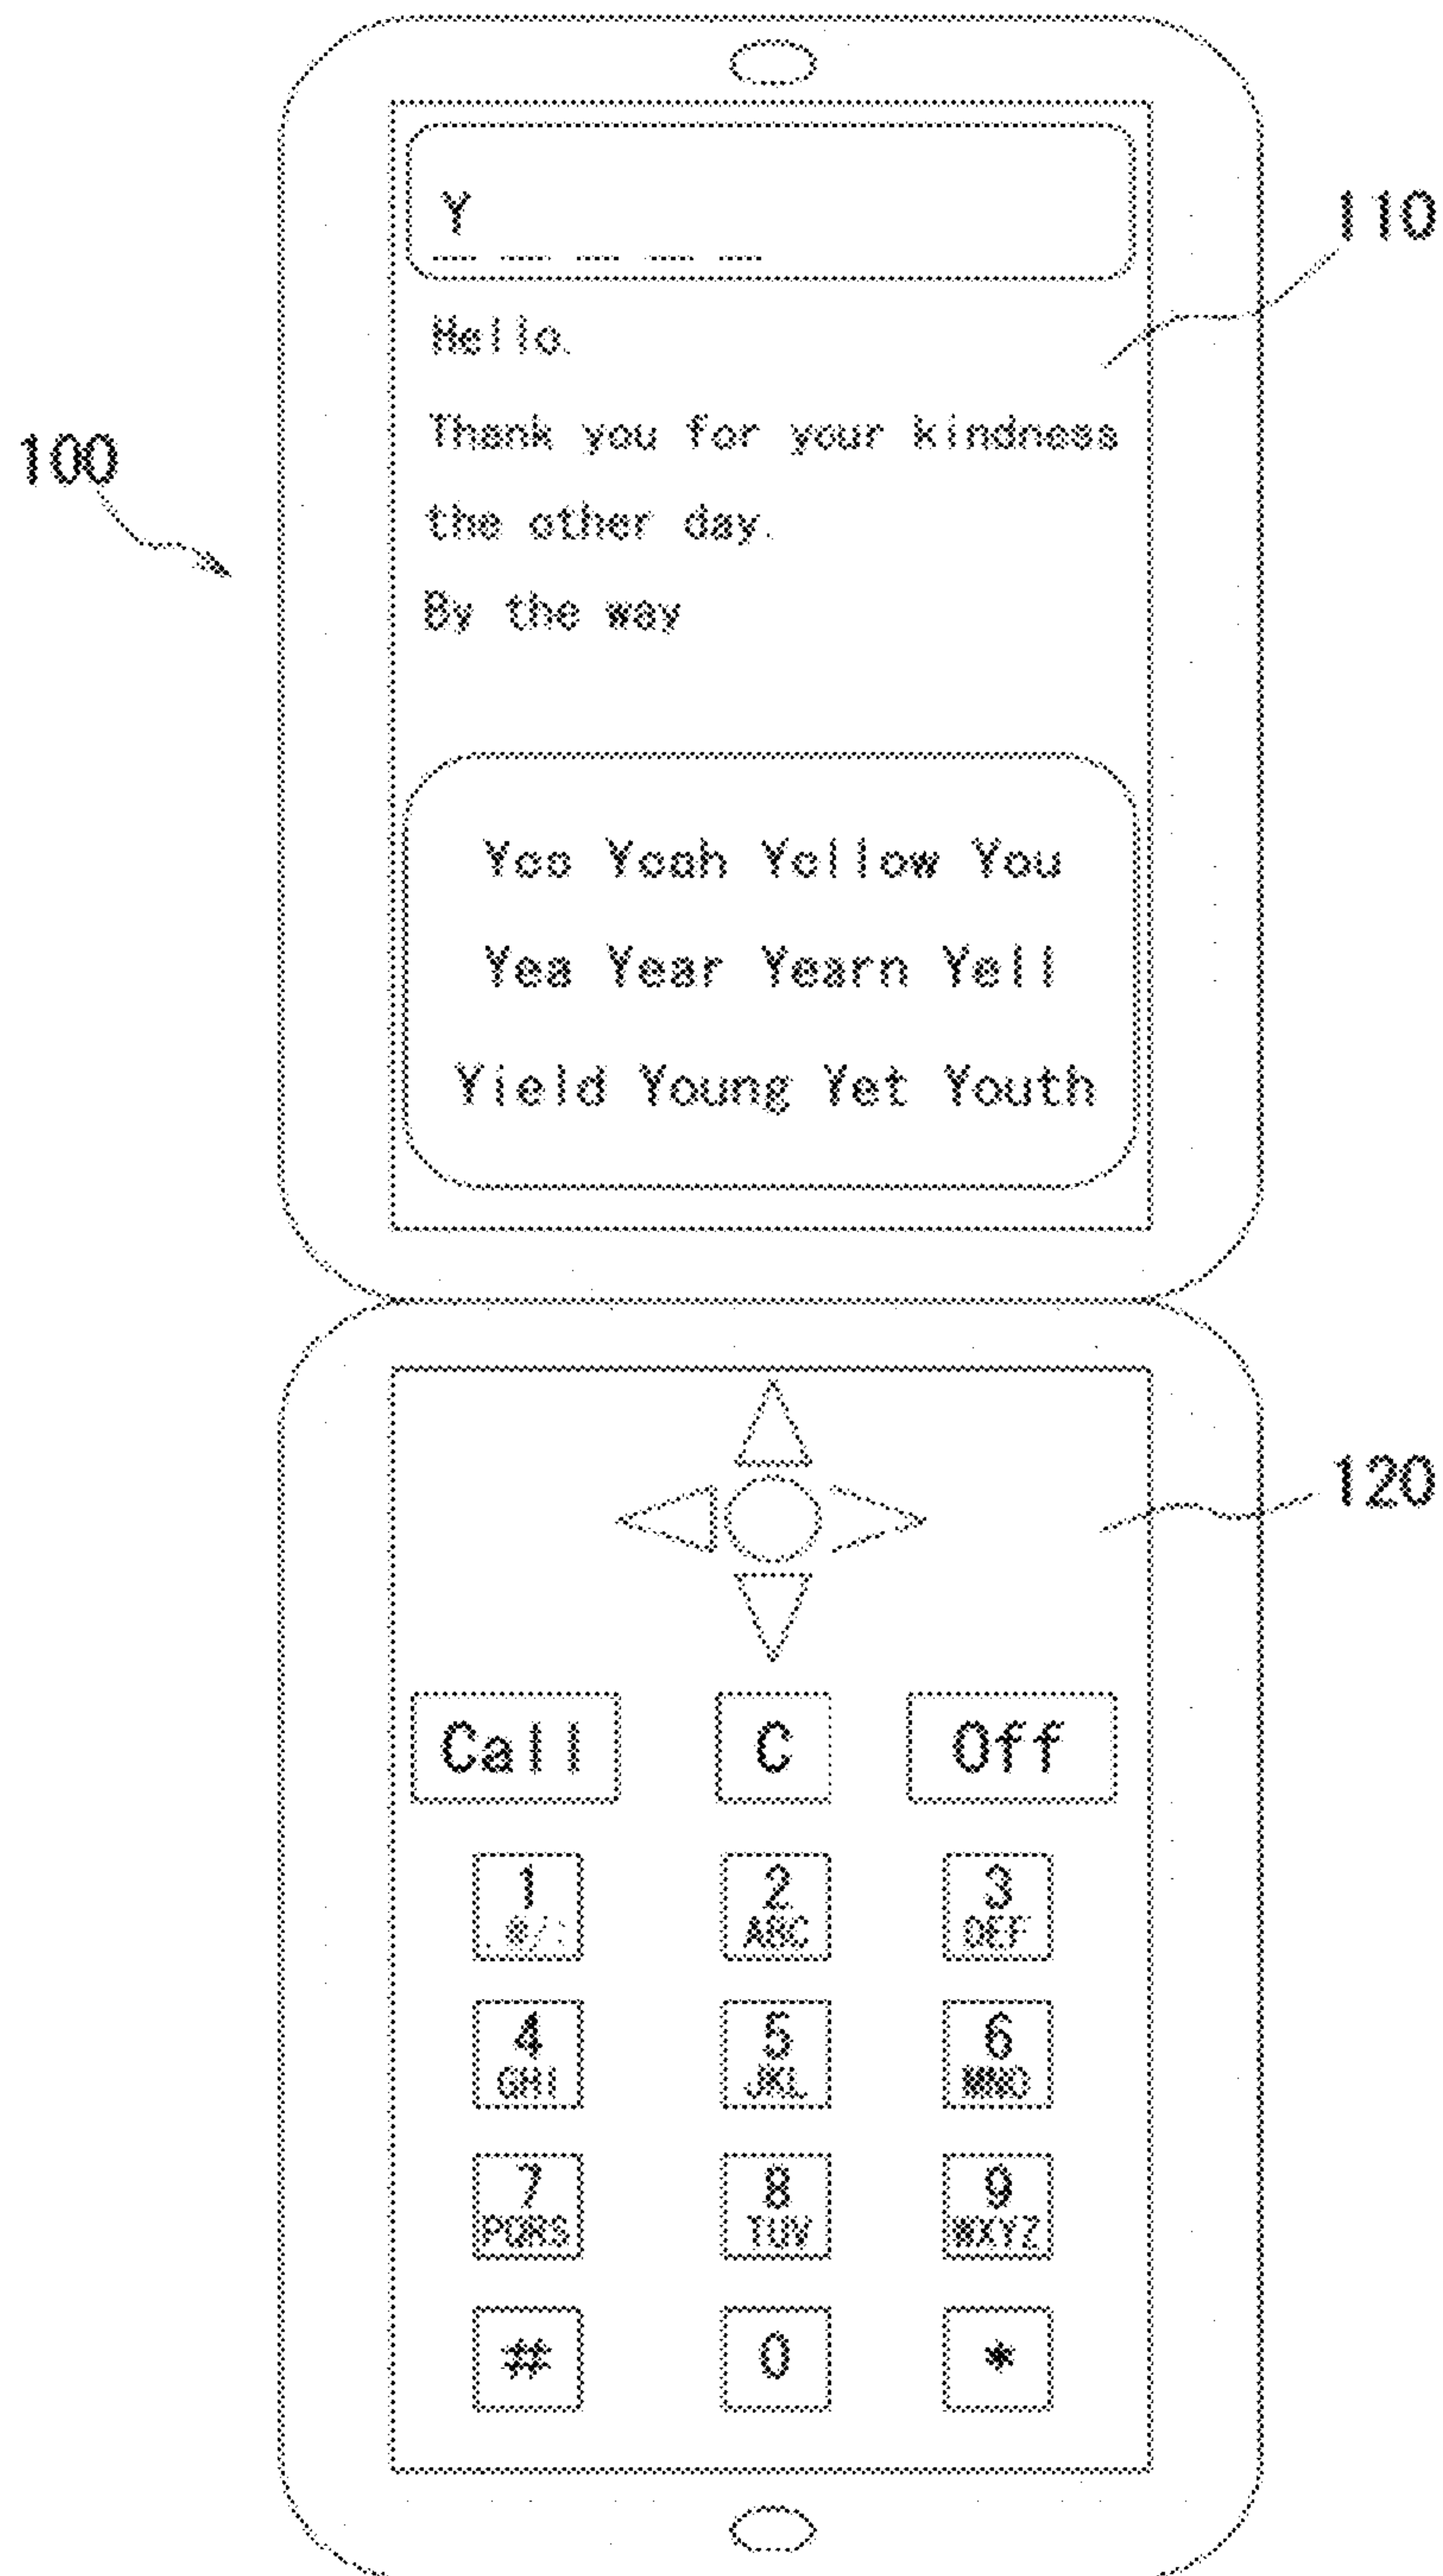 Y
110
Hello.
Thank you for your kindness
100
the other day.
By the way
Yes Yeah Yellow You
Yea Year Yearn Yell
Yield Young Yet Youth
120
Call C Off
1 2 3
ABC DEF
4 5 6
GHI JKL MNO
7 8 9
PQRS TUV WXYZ
# 0 *